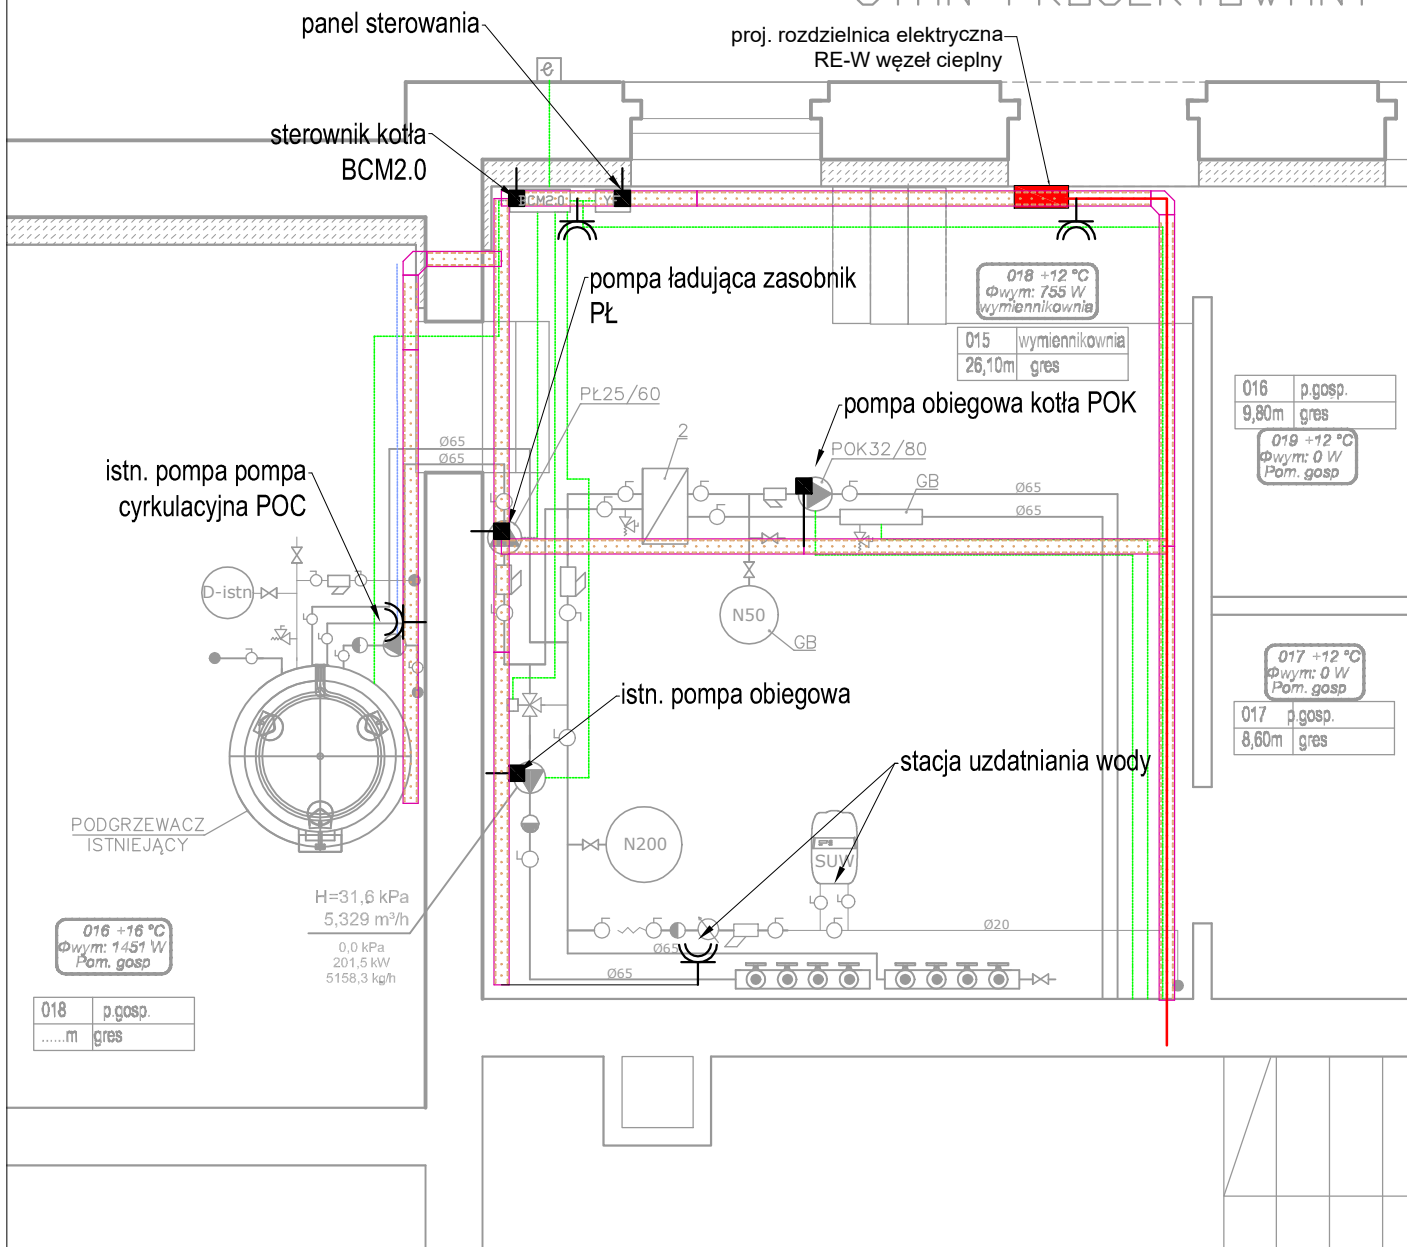 STAN PROJEKTOWANY
panel sterowania
proj. rozdzielnica elektryczna
RE-W węzeł cieplny
e
sterownik kotła
BCM2.0
BCM2.0
pompa ładująca zasobnik
PŁ
018 +12 °C
Φwym: 755 W
wymiennikownia
015 wymiennikownia
26,10m gres
PŁ25/60
pompa obiegowa kotła POK
016 p.gosp.
9,80m gres
019 +12 °C
Φwym: 0 W
Pom. gosp
2
POK32/80
GB
Ø65
Ø65
Ø65
Ø65
istn. pompa pompa
cyrkulacyjna POC
D-istn
N50
GB
017 +12 °C
Φwym: 0 W
Pom. gosp
017 p.gosp.
8,60m gres
istn. pompa obiegowa
stacja uzdatniania wody
PODGRZEWACZ
ISTNIEJĄCY
N200
SUW
H=31,6 kPa
5,329 m³/h
0,0 kPa
201,5 kW
5158,3 kg/h
Ø20
Ø65
Ø65
016 +16 °C
Φwym: 1451 W
Pom. gosp
018 p.gosp.
......m gres